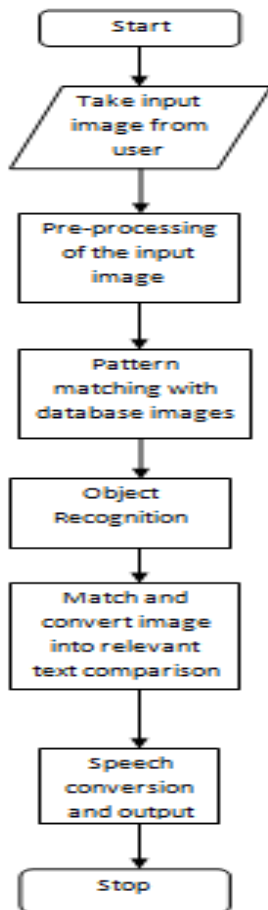 Start
Take input
image from
user
Pre-processing
of the input
image
Pattern
matching with
database images
Object
Recognition
Match and
convert image
into relevant
text comparison
Speech
conversion
and output
Stop